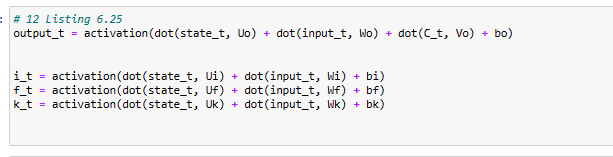 # 12 Listing 6.25
output_t = activation(dot(state_t, Uo) + dot(input_t, Wo) + dot(C_t, Vo) + bo)
i_t = activation(dot(state_t, Ui) + dot(input_t, Wi) + bi)
f_t = activation(dot(state_t, Uf) + dot(input_t, Wf) + bf)
k_t = activation(dot(state_t, Uk) + dot(input_t, Wk) + bk)